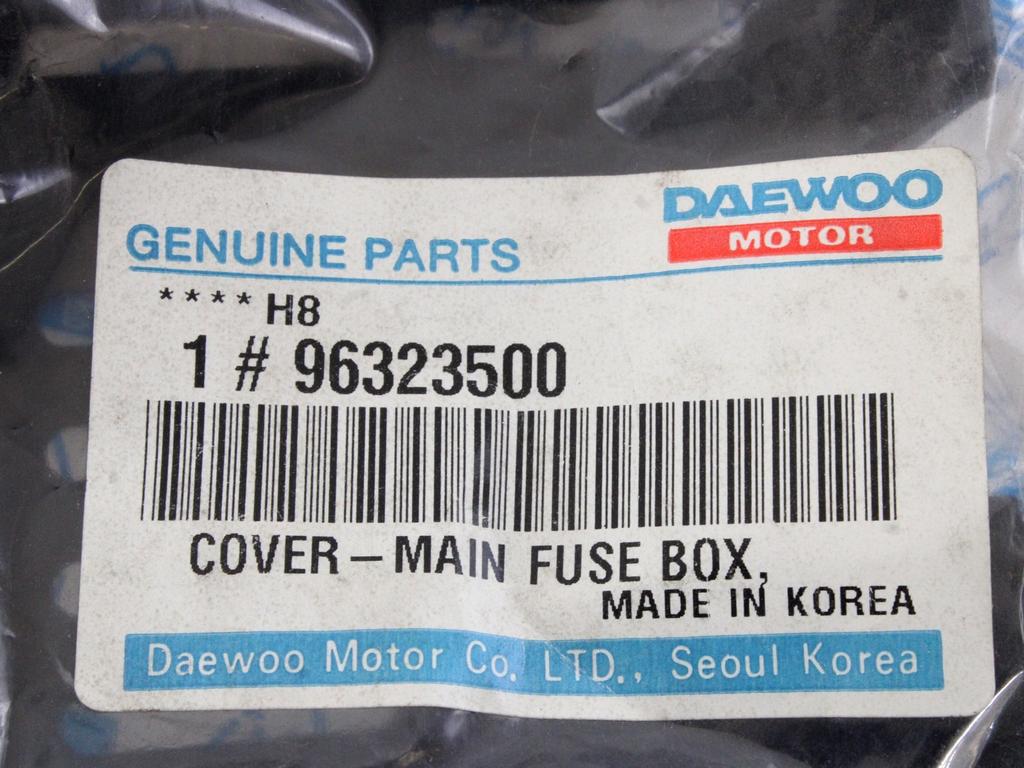 DAEWOO
MOTOR
GENUINE PARTS
**** H8
1 # 96323500
COVER – MAIN FUSE BOX,
MADE IN KOREA
Daewoo Motor Co. LTD., Seoul Korea